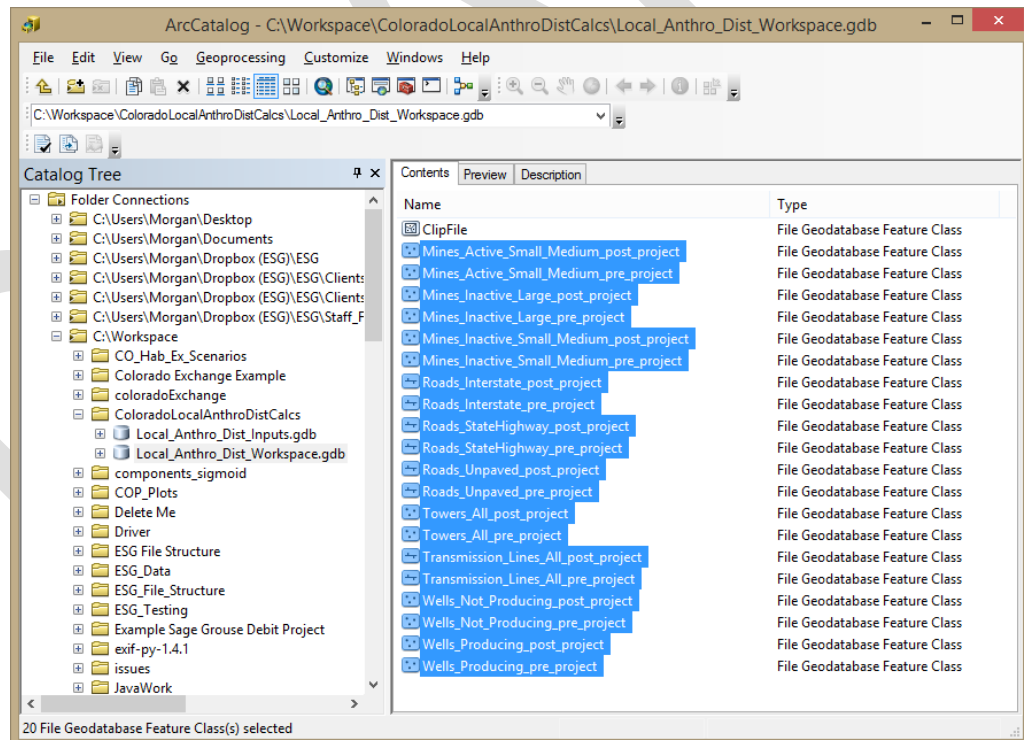 ArcCatalog - C:\Workspace\ColoradoLocalAnthroDistCalcs\Local_Anthro_Dist_Workspace.gdb
File Edit View Go Geoprocessing Customize Windows Help
C:\Workspace\ColoradoLocalAnthroDistCalcs\Local_Anthro_Dist_Workspace.gdb
Catalog Tree
Folder Connections
C:\Users\Morgan\Desktop
C:\Users\Morgan\Documents
C:\Users\Morgan\Dropbox (ESG)\ESG
C:\Users\Morgan\Dropbox (ESG)\ESG\Clients
C:\Users\Morgan\Dropbox (ESG)\ESG\Clients
C:\Users\Morgan\Dropbox (ESG)\ESG\Staff_F
C:\Workspace
CO_Hab_Ex_Scenarios
Colorado Exchange Example
coloradoExchange
ColoradoLocalAnthroDistCalcs
Local_Anthro_Dist_Inputs.gdb
Local_Anthro_Dist_Workspace.gdb
components_sigmoid
COP_Plots
Delete Me
Driver
ESG File Structure
ESG_Data
ESG_File_Structure
ESG_Testing
Example Sage Grouse Debit Project
exif-py-1.4.1
issues
JavaWork
Contents Preview Description
Name Type
ClipFile File Geodatabase Feature Class
Mines_Active_Small_Medium_post_project File Geodatabase Feature Class
Mines_Active_Small_Medium_pre_project File Geodatabase Feature Class
Mines_Inactive_Large_post_project File Geodatabase Feature Class
Mines_Inactive_Large_pre_project File Geodatabase Feature Class
Mines_Inactive_Small_Medium_post_project File Geodatabase Feature Class
Mines_Inactive_Small_Medium_pre_project File Geodatabase Feature Class
Roads_Interstate_post_project File Geodatabase Feature Class
Roads_Interstate_pre_project File Geodatabase Feature Class
Roads_StateHighway_post_project File Geodatabase Feature Class
Roads_StateHighway_pre_project File Geodatabase Feature Class
Roads_Unpaved_post_project File Geodatabase Feature Class
Roads_Unpaved_pre_project File Geodatabase Feature Class
Towers_All_post_project File Geodatabase Feature Class
Towers_All_pre_project File Geodatabase Feature Class
Transmission_Lines_All_post_project File Geodatabase Feature Class
Transmission_Lines_All_pre_project File Geodatabase Feature Class
Wells_Not_Producing_post_project File Geodatabase Feature Class
Wells_Not_Producing_pre_project File Geodatabase Feature Class
Wells_Producing_post_project File Geodatabase Feature Class
Wells_Producing_pre_project File Geodatabase Feature Class
20 File Geodatabase Feature Class(s) selected